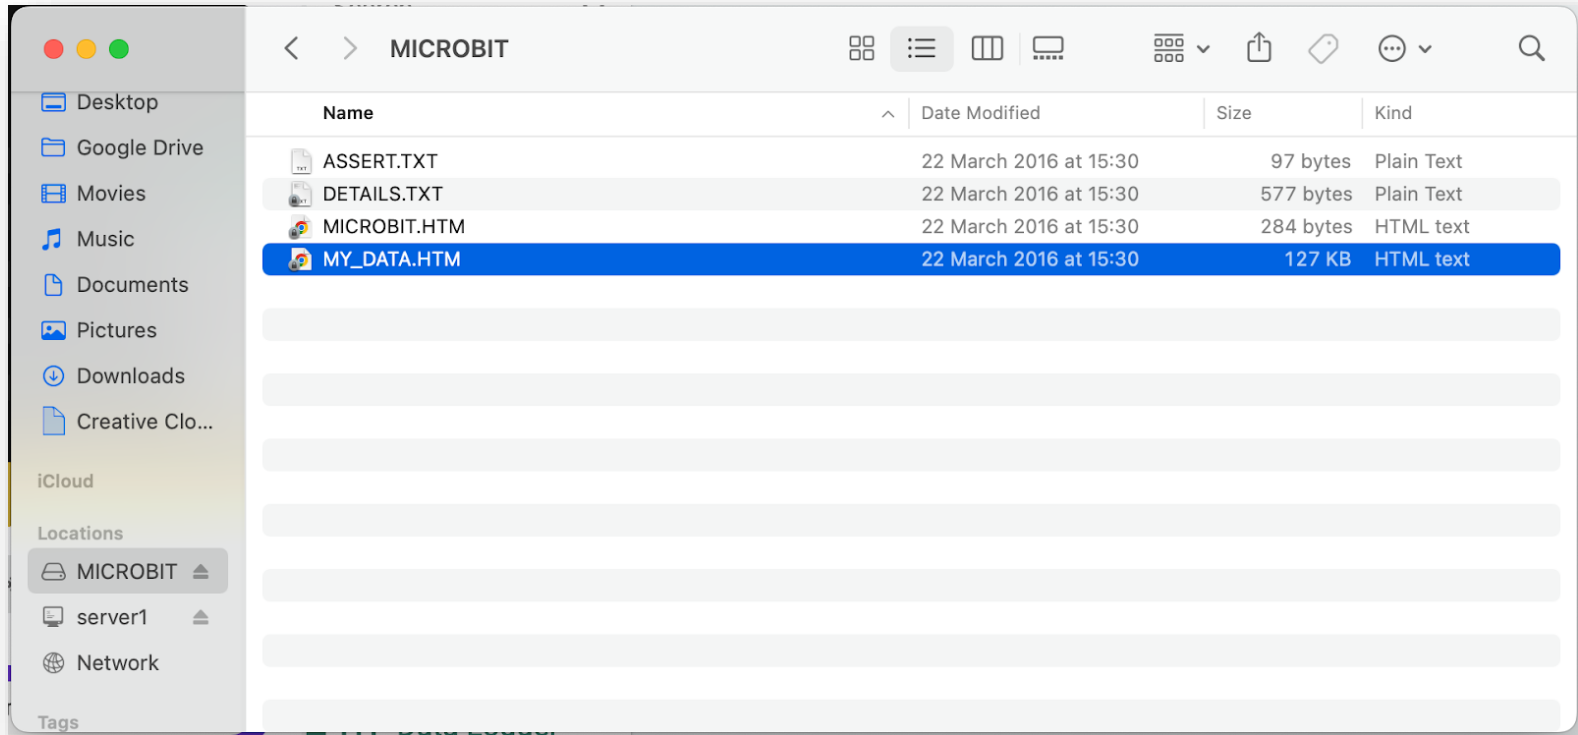 MICROBIT
Desktop
Google Drive
Movies
Music
Documents
Pictures
Downloads
Creative Clo...
iCloud
Locations
MICROBIT
server1
Network
Tags
Name Date Modified Size Kind
ASSERT.TXT 22 March 2016 at 15:30 97 bytes Plain Text
DETAILS.TXT 22 March 2016 at 15:30 577 bytes Plain Text
MICROBIT.HTM 22 March 2016 at 15:30 284 bytes HTML text
MY_DATA.HTM 22 March 2016 at 15:30 127 KB HTML text